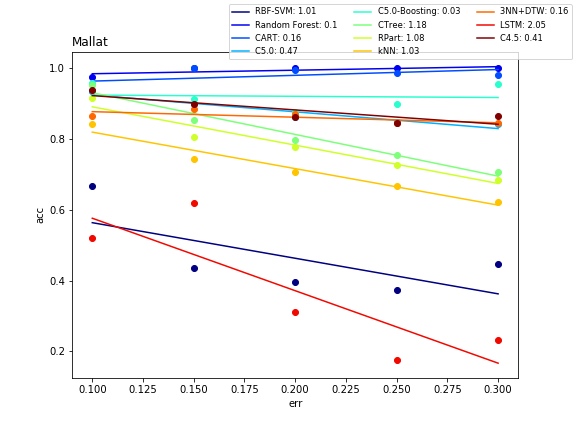 RBF-SVM: 1.01
Random Forest: 0.1
CART: 0.16
C5.0: 0.47
C5.0-Boosting: 0.03
CTree: 1.18
RPart: 1.08
kNN: 1.03
3NN+DTW: 0.16
LSTM: 2.05
C4.5: 0.41
Mallat
1.0
0.8
0.6
0.4
0.2
acc
0.100
0.125
0.150
0.175
0.200
0.225
0.250
0.275
0.300
err